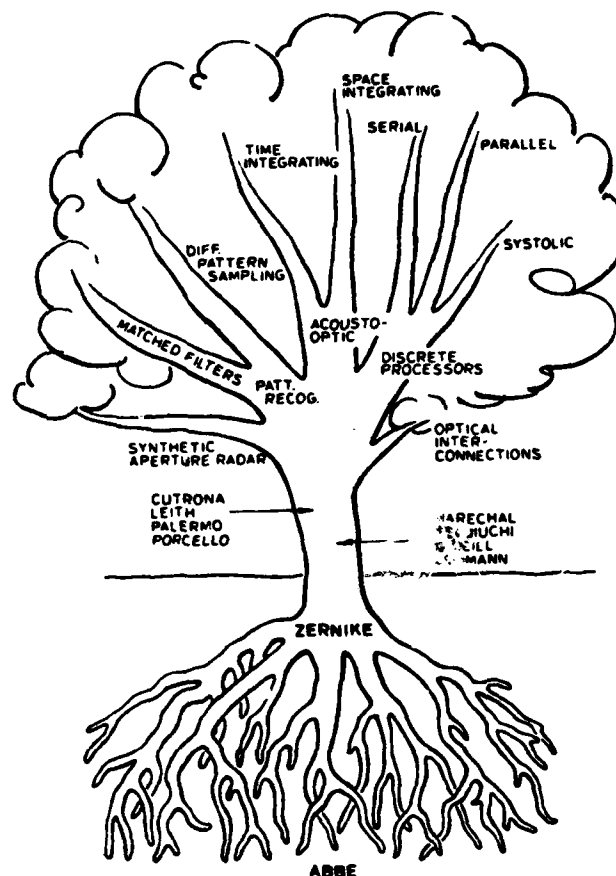 SPACE
INTEGRATING
TIME
INTEGRATING
SERIAL
PARALLEL
DIFF.
PATTERN
SAMPLING
SYSTOLIC
MATCHED FILTERS
ACOUSTO-
OPTIC
PATT.
RECOG.
DISCRETE
PROCESSORS
SYNTHETIC
APERTURE RADAR
OPTICAL
INTER-
CONNECTIONS
CUTRONA
LEITH
PALERMO
PORCELLO
ZERNIKE
ABBE